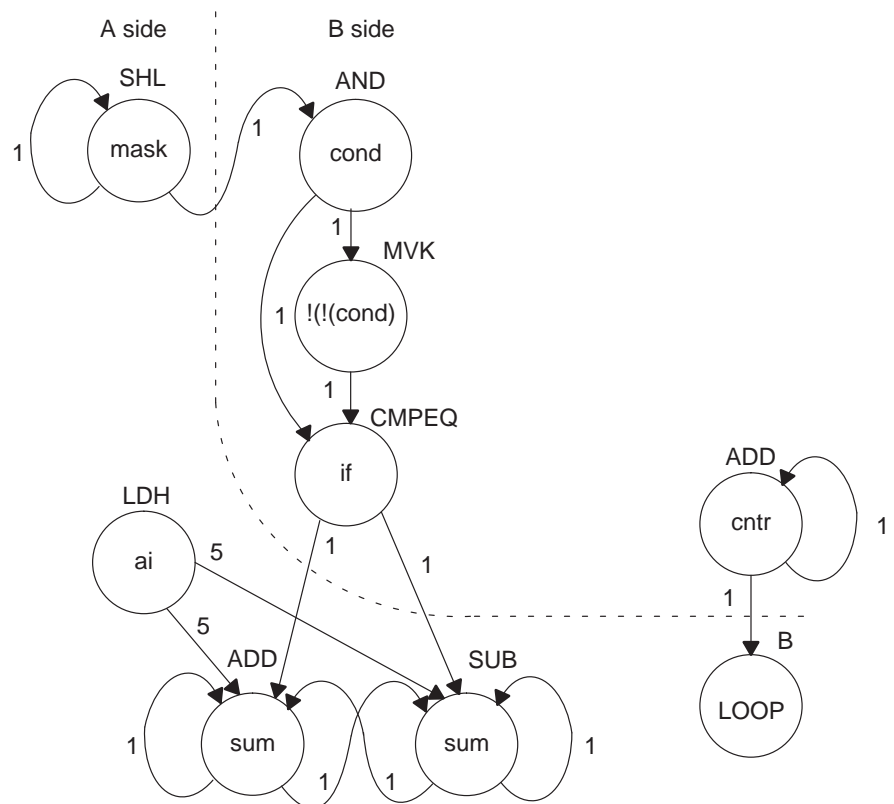 A side
B side
SHL
AND
1
mask
1
cond
1
MVK
1
!(!(cond)
1
CMPEQ
if
ADD
LDH
cntr
1
ai
5
1
1
1
5
B
ADD
SUB
LOOP
1
sum
sum
1
1
1